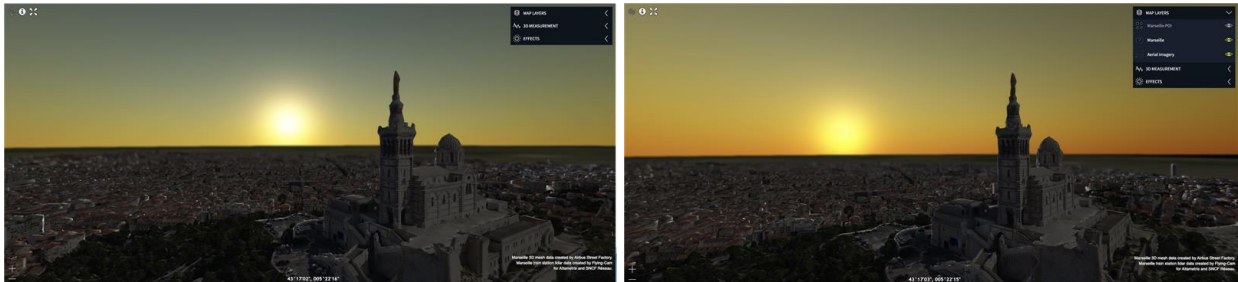 MAP LAYERS
3D MEASUREMENT
EFFECTS
Marseille 3D mesh data created by Airbus Street Factory.
Marseille train station lidar data created by Flying-Cam
for Altametris and SNCF Réseau.
43°17'02", 005°22'16"
MAP LAYERS
Marseille POI
Marseille
Aerial Imagery
3D MEASUREMENT
EFFECTS
Marseille 3D mesh data created by Airbus Street Factory.
Marseille train station lidar data created by Flying-Cam
for Altametris and SNCF Réseau.
43°17'03", 005°22'15"